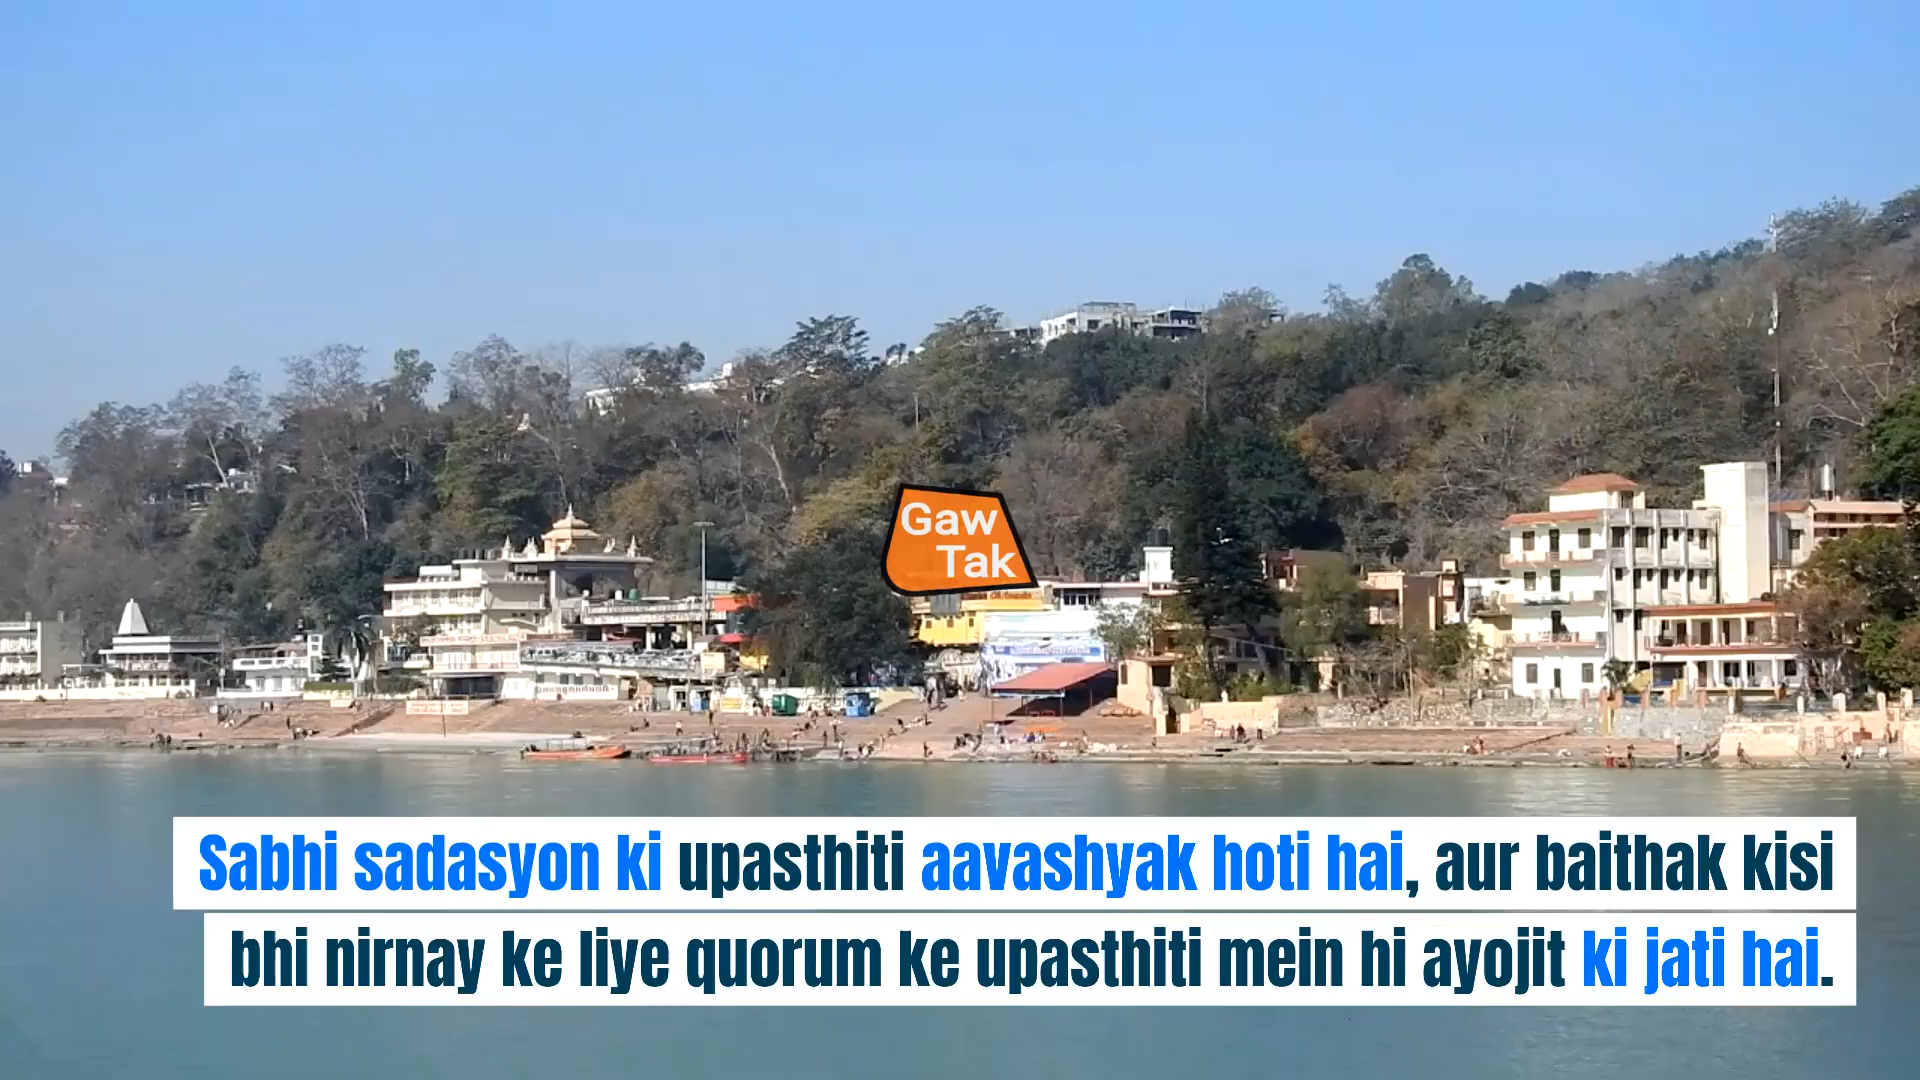 Gaw
Tak
Sabhi sadasyon ki upasthiti aavashyak hoti hai, aur baithak kisi
bhi nirnay ke liye quorum ke upasthiti mein hi ayojit ki jati hai.